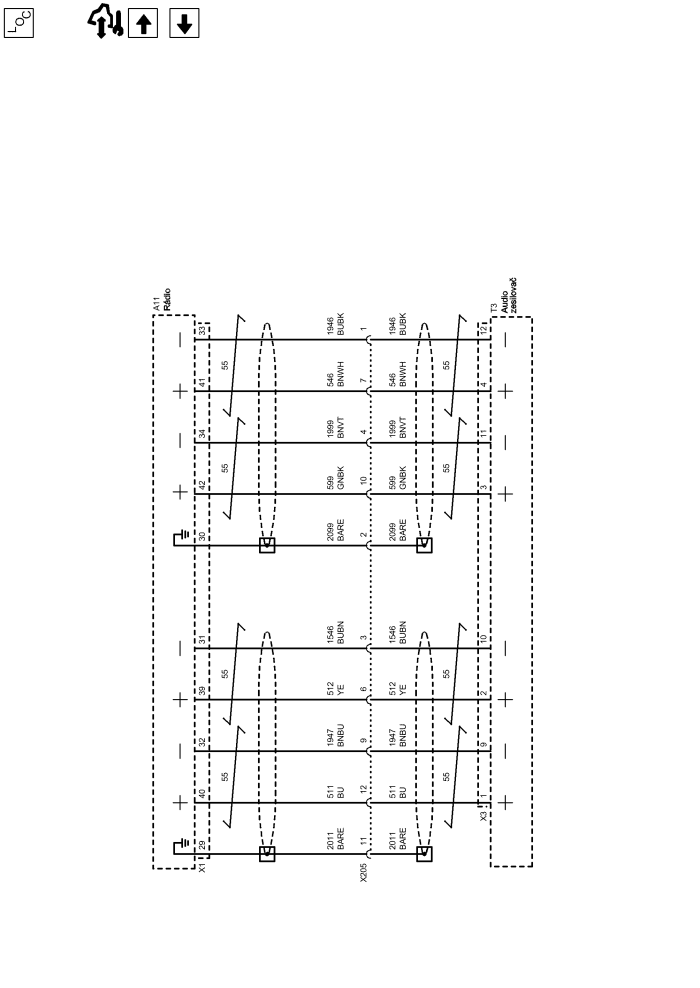 LOC
A11
Rádio
T3
Audio
zesilovač
33
55
1946
BUBK
1
1946
BUBK
55
12
41
546
BNWH
7
546
BNWH
4
34
55
1999
BNVT
4
1999
BNVT
55
11
42
599
GNBK
10
599
GNBK
3
30
2099
BARE
2
2099
BARE
31
55
1546
BUBN
3
1546
BUBN
55
10
39
512
YE
6
512
YE
2
32
55
1947
BNBU
9
1947
BNBU
55
9
40
511
BU
12
511
BU
1
X3
29
2011
BARE
11
2011
BARE
X1
X205